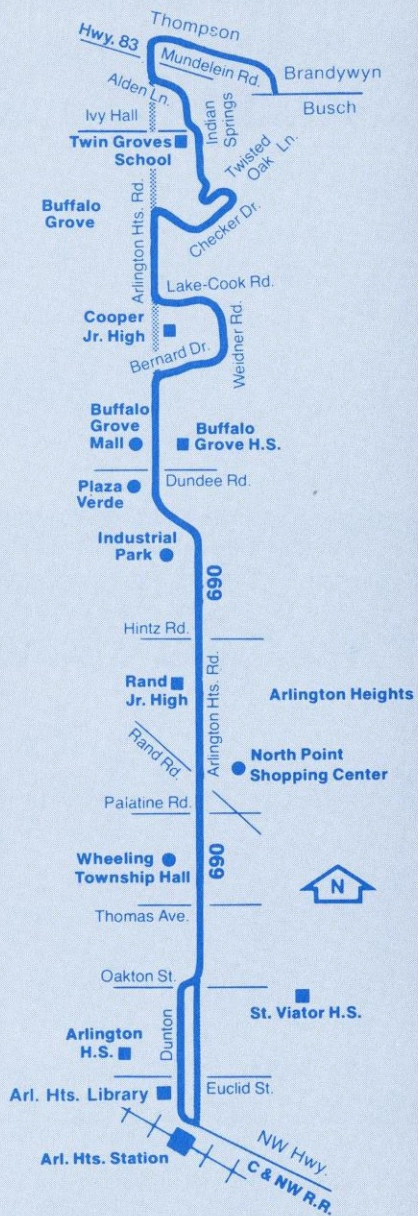 Thompson
Hwy. 83
Mundelein Rd.
Brandywyn
Alden Ln.
Busch
Ivy Hall
Indian
Springs
Twin Groves
School
Twisted
Oak Ln.
Buffalo
Grove
Arlington Hts. Rd.
Checker Dr.
Lake-Cook Rd.
Cooper
Jr. High
Weidner Rd.
Bernard Dr.
Buffalo
Grove
Mall
Buffalo
Grove H.S.
Plaza
Verde
Dundee Rd.
Industrial
Park
690
Hintz Rd.
Arlington Hts. Rd.
Rand
Jr. High
Arlington Heights
Rand Rd.
North Point
Shopping Center
Palatine Rd.
Wheeling
Township Hall
690
N
Thomas Ave.
Oakton St.
St. Viator H.S.
Dunton
Arlington
H.S.
Arl. Hts. Library
Euclid St.
NW Hwy.
Arl. Hts. Station
C & NW R.R.